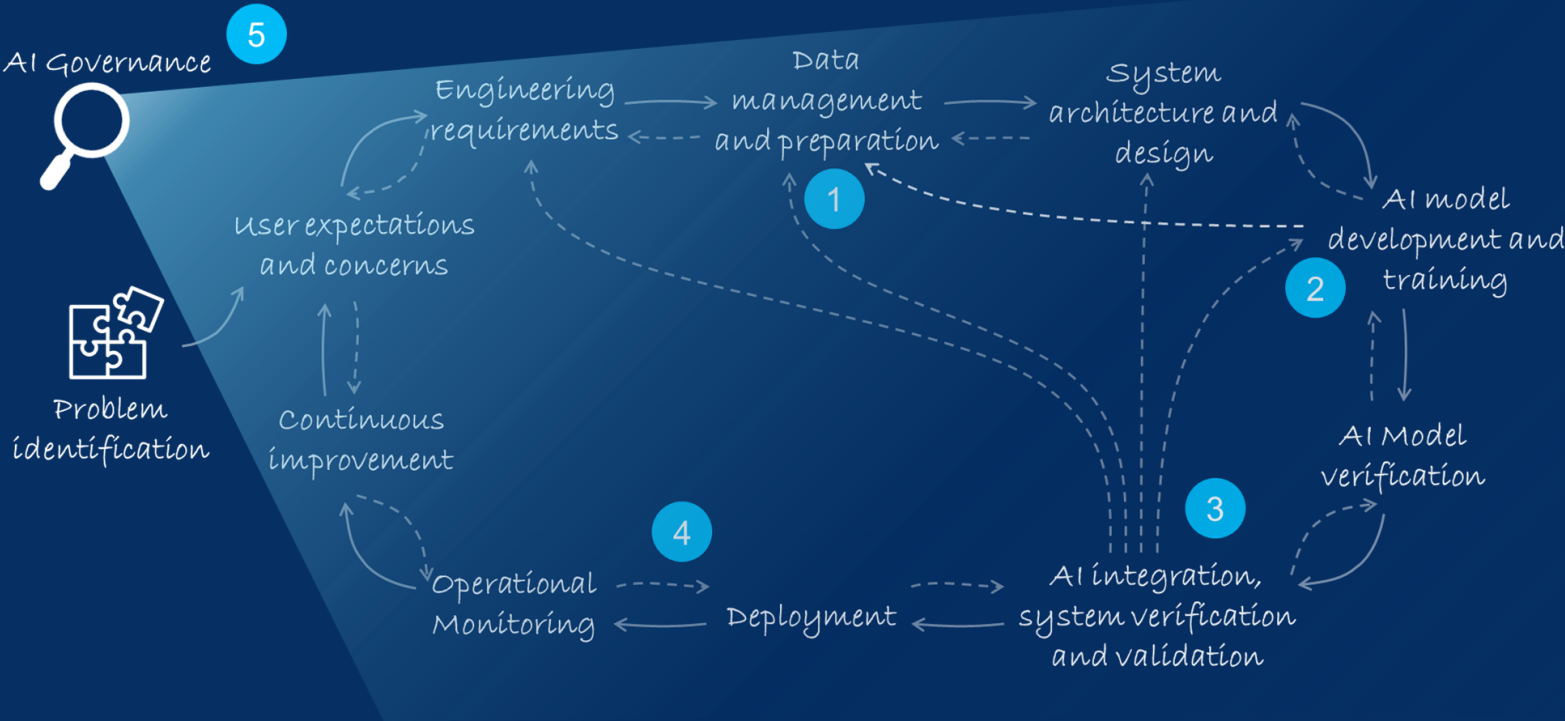 5
AI Governance
Engineering
requirements
Data
management
and preparation
System
architecture and
design
1
AI model
development and
training
2
User expectations
and concerns
Problem
identification
Continuous
improvement
AI Model
verification
3
4
Operational
Monitoring
Deployment
AI integration,
system verification
and validation